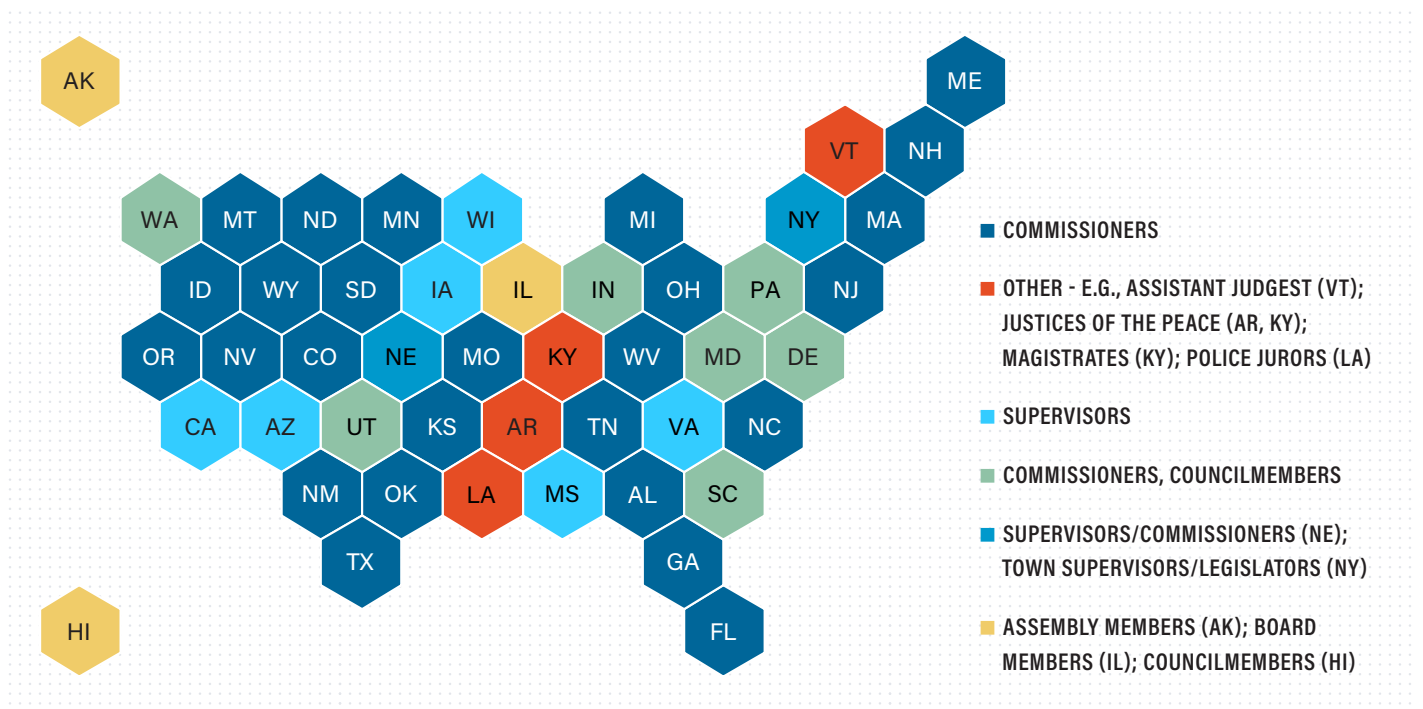 AK
ME
VT NH
WA MT ND MN WI MI NY MA
ID WY SD IA IL IN OH PA NJ
OR NV CO NE MO KY WV MD DE
CA AZ UT KS AR TN VA NC
NM OK LA MS AL SC
TX GA
HI FL
COMMISSIONERS
OTHER - E.G., ASSISTANT JUDGEST (VT);
JUSTICES OF THE PEACE (AR, KY);
MAGISTRATES (KY); POLICE JURORS (LA)
SUPERVISORS
COMMISSIONERS, COUNCILMEMBERS
SUPERVISORS/COMMISSIONERS (NE);
TOWN SUPERVISORS/LEGISLATORS (NY)
ASSEMBLY MEMBERS (AK); BOARD
MEMBERS (IL); COUNCILMEMBERS (HI)